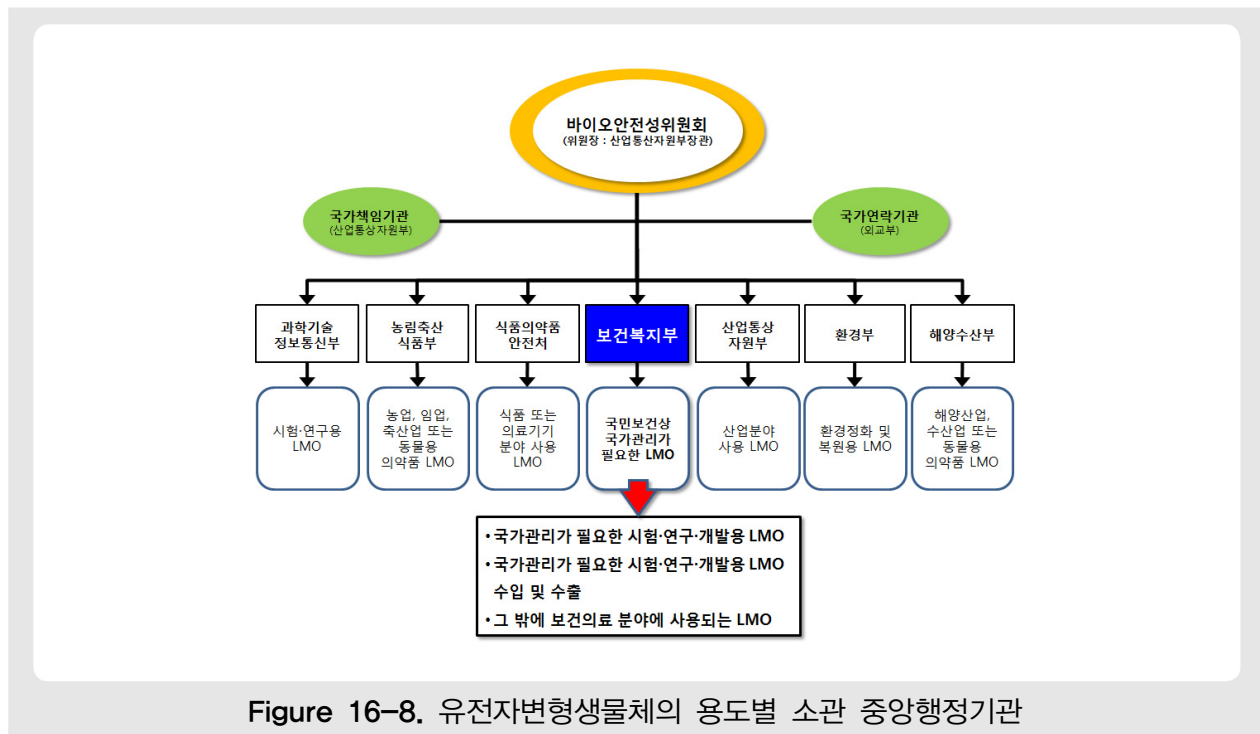 바이오안전성위원회
(위원장 : 산업통산자원부장관)
국가책임기관
(산업통상자원부)
국가연락기관
(외교부)
과학기술
정보통신부
농림축산
식품부
식품의약품
안전처
보건복지부
산업통상
자원부
환경부
해양수산부
시험·연구용
LMO
농업, 임업,
축산업 또는
동물용
의약품 LMO
식품 또는
의료기기
분야 사용
LMO
국민보건상
국가관리가
필요한 LMO
산업분야
사용 LMO
환경정화 및
복원용 LMO
해양산업,
수산업 또는
동물용
의약품 LMO
•국가관리가 필요한 시험·연구·개발용 LMO
•국가관리가 필요한 시험·연구·개발용 LMO
수입 및 수출
•그 밖에 보건의료 분야에 사용되는 LMO
Figure 16-8. 유전자변형생물체의 용도별 소관 중앙행정기관